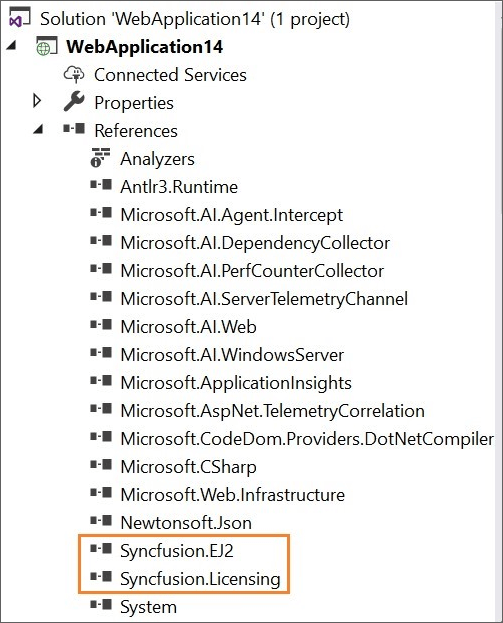 Solution 'WebApplication14' (1 project)
WebApplication14
Connected Services
Properties
References
Analyzers
Antlr3.Runtime
Microsoft.AI.Agent.Intercept
Microsoft.AI.DependencyCollector
Microsoft.AI.PerfCounterCollector
Microsoft.AI.ServerTelemetryChannel
Microsoft.AI.Web
Microsoft.AI.WindowsServer
Microsoft.ApplicationInsights
Microsoft.AspNet.TelemetryCorrelation
Microsoft.CodeDom.Providers.DotNetCompiler
Microsoft.CSharp
Microsoft.Web.Infrastructure
Newtonsoft.Json
Syncfusion.EJ2
Syncfusion.Licensing
System